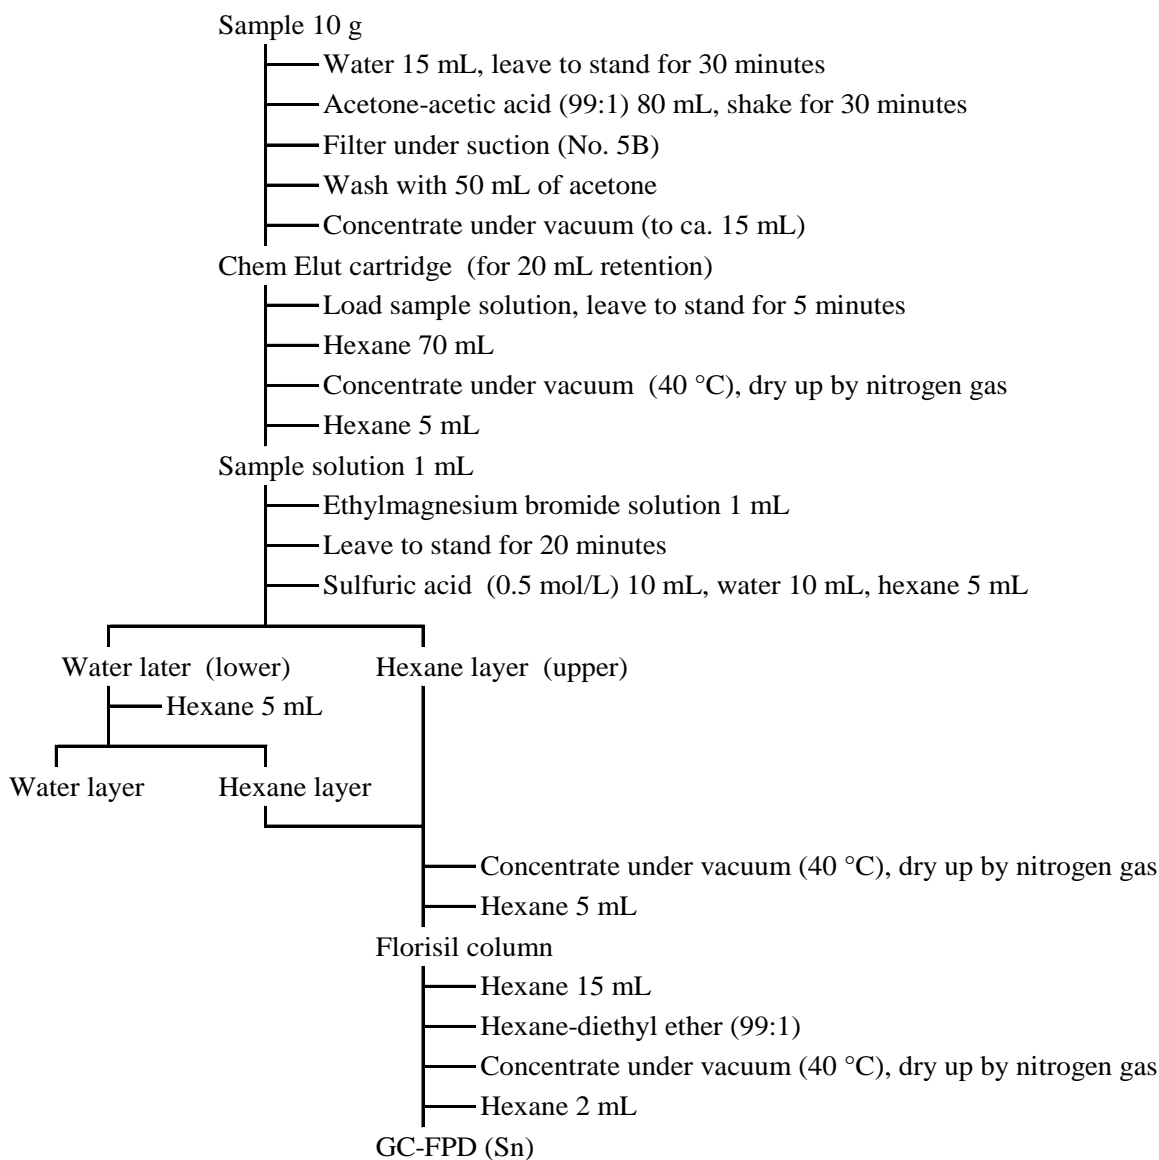 Sample 10 g
Water 15 mL, leave to stand for 30 minutes
Acetone-acetic acid (99:1) 80 mL, shake for 30 minutes
Filter under suction (No. 5B)
Wash with 50 mL of acetone
Concentrate under vacuum (to ca. 15 mL)
Chem Elut cartridge (for 20 mL retention)
Load sample solution, leave to stand for 5 minutes
Hexane 70 mL
Concentrate under vacuum (40 °C), dry up by nitrogen gas
Hexane 5 mL
Sample solution 1 mL
Ethylmagnesium bromide solution 1 mL
Leave to stand for 20 minutes
Sulfuric acid (0.5 mol/L) 10 mL, water 10 mL, hexane 5 mL
Water later (lower) Hexane layer (upper)
Hexane 5 mL
Water layer Hexane layer
Concentrate under vacuum (40 °C), dry up by nitrogen gas
Hexane 5 mL
Florisil column
Hexane 15 mL
Hexane-diethyl ether (99:1)
Concentrate under vacuum (40 °C), dry up by nitrogen gas
Hexane 2 mL
GC-FPD (Sn)